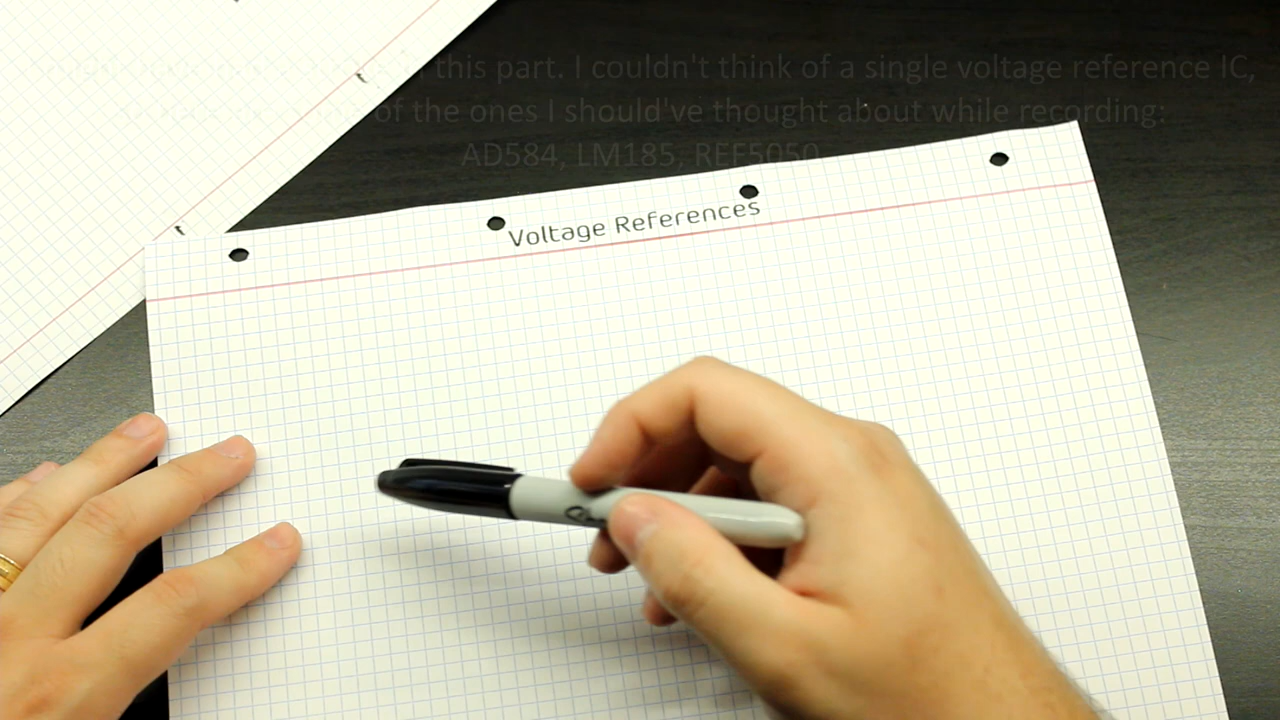 this part. I couldn't think of a single voltage reference IC,
of the ones I should've thought about while recording:
AD584, LM185, REF5050
Voltage References